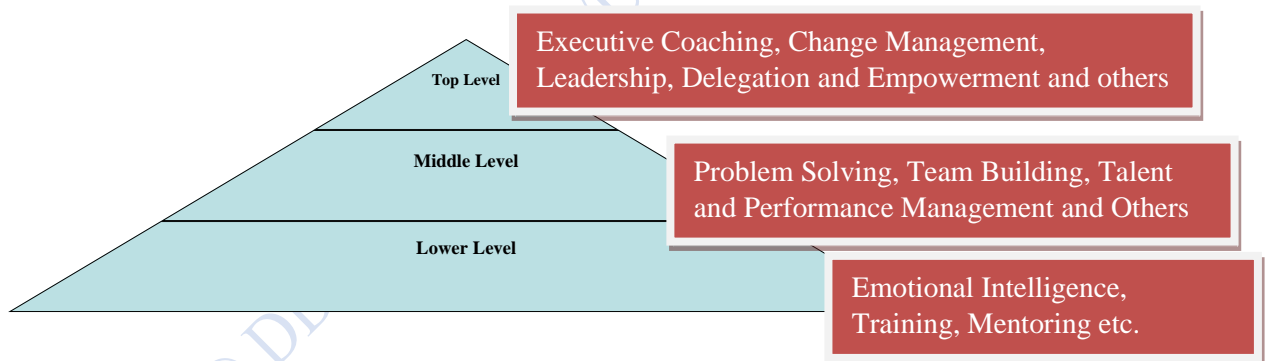 Executive Coaching, Change Management,
Leadership, Delegation and Empowerment and others
Top Level
Middle Level
Problem Solving, Team Building, Talent
and Performance Management and Others
Lower Level
Emotional Intelligence,
Training, Mentoring etc.